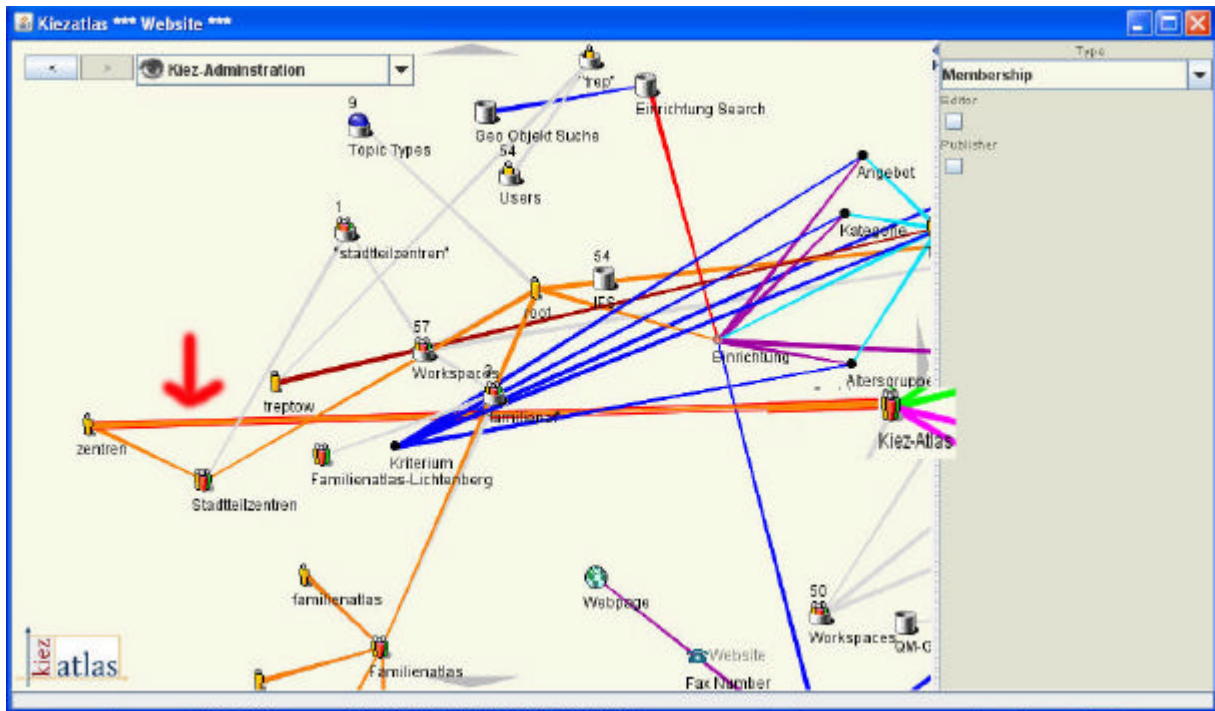 Kiezatlas *** Website ***
Kiez-Adminstration
Type
Membership
Editor
Publisher
"trep"
Einrichtung Search
9
Topic Types
Geo Objekt Suche
54
Users
Angebot
1
"stadtteilzentren"
Kategorie
54
IFS
root
57
Workspaces
Einrichtung
Altersgruppe
treptow
Kiez-Atlas
zentren
Kriterium
Familienatlas-Lichtenberg
Stadtteilzentren
familienatlas
Webpage
50
Workspaces
QM-G
Website
Familienatlas
Fax Number
kiez
atlas